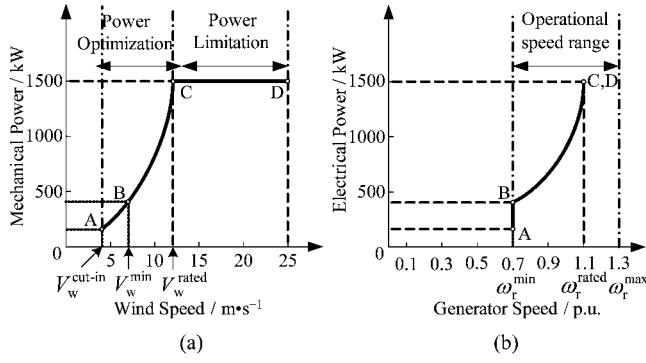 Power
Optimization
Power
Limitation
Mechanical Power / kW
1500
1000
500
0
A
B
C
D
5
10
15
20
25
V_w^cut-in
V_w^min
V_w^rated
Wind Speed / m•s⁻¹
(a)
Operational
speed range
Electrical Power / kW
1500
1000
500
0
C,D
B
A
0.1
0.3
0.5
0.7
0.9
1.1
1.3
ω_r^min
ω_r^rated
ω_r^max
Generator Speed / p.u.
(b)